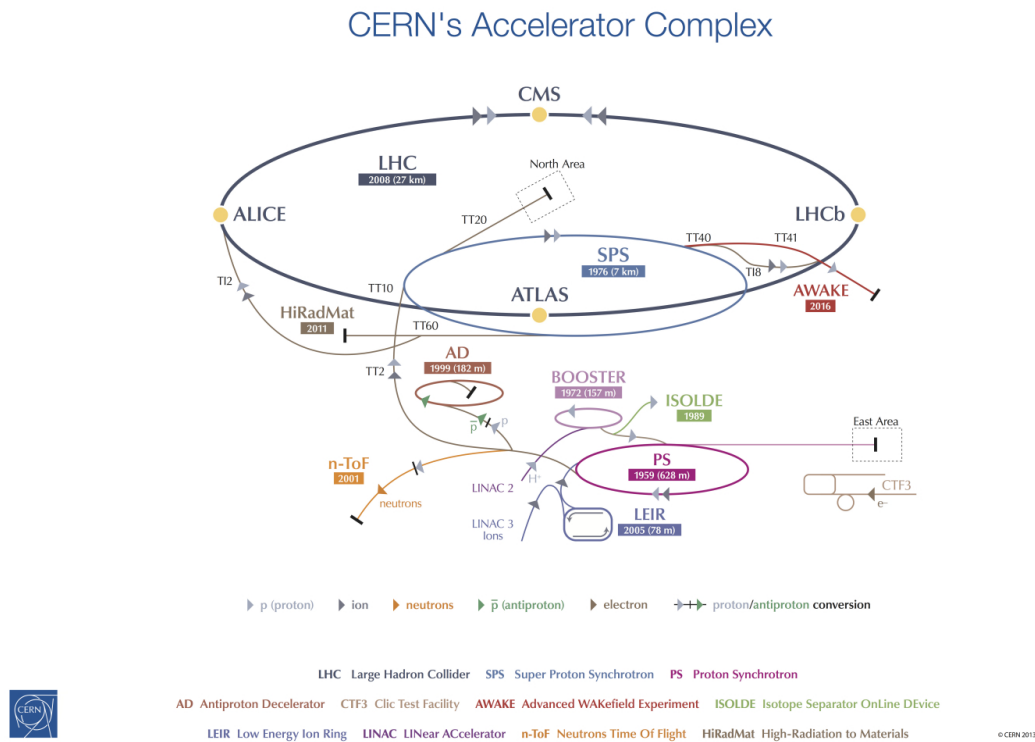 CERN's Accelerator Complex
CMS
LHC
2008 (27 km)
North Area
ALICE
LHCb
TT20
TT40
TT41
SPS
1976 (7 km)
TI8
TI2
TT10
ATLAS
AWAKE
2016
HiRadMat
2011
TT60
AD
1999 (182 m)
TT2
BOOSTER
1972 (157 m)
ISOLDE
1989
p
p̅
East Area
n-ToF
2001
PS
1959 (628 m)
H⁺
LINAC 2
neutrons
CTF3
e–
LEIR
2005 (78 m)
LINAC 3
Ions
p (proton) ion neutrons p̅ (antiproton) electron proton/antiproton conversion
LHC Large Hadron Collider SPS Super Proton Synchrotron PS Proton Synchrotron
AD Antiproton Decelerator CTF3 Clic Test Facility AWAKE Advanced WAKefield Experiment ISOLDE Isotope Separator OnLine DEvice
LEIR Low Energy Ion Ring LINAC LINear ACcelerator n-ToF Neutrons Time Of Flight HiRadMat High-Radiation to Materials
CERN